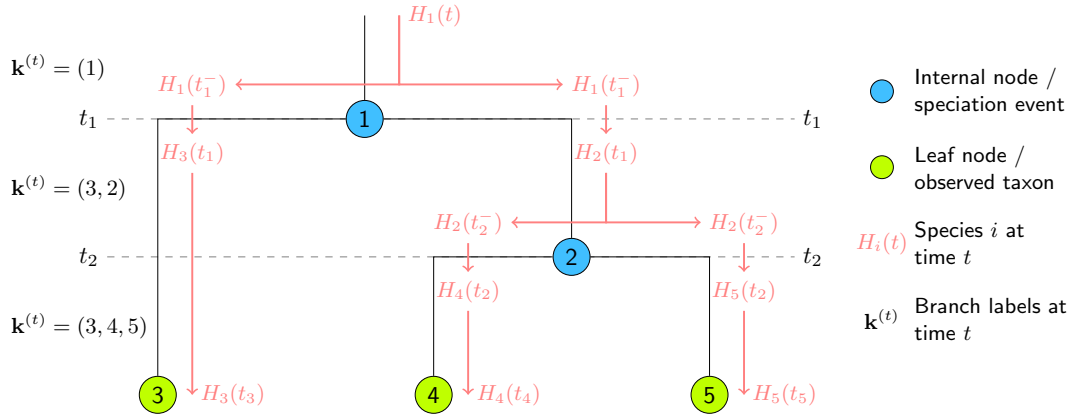 H₁(t)
𝐤⁽ᵗ⁾ = (1)
H₁(t₁⁻) H₁(t₁⁻)
t₁ 1 t₁
H₃(t₁) H₂(t₁)
𝐤⁽ᵗ⁾ = (3, 2)
H₂(t₂⁻) H₂(t₂⁻)
t₂ 2 t₂
H₄(t₂) H₅(t₂)
𝐤⁽ᵗ⁾ = (3, 4, 5)
3 H₃(t₃) 4 H₄(t₄) 5 H₅(t₅)
Internal node /
speciation event
Leaf node /
observed taxon
Hᵢ(t) Species i at
time t
𝐤⁽ᵗ⁾ Branch labels at
time t